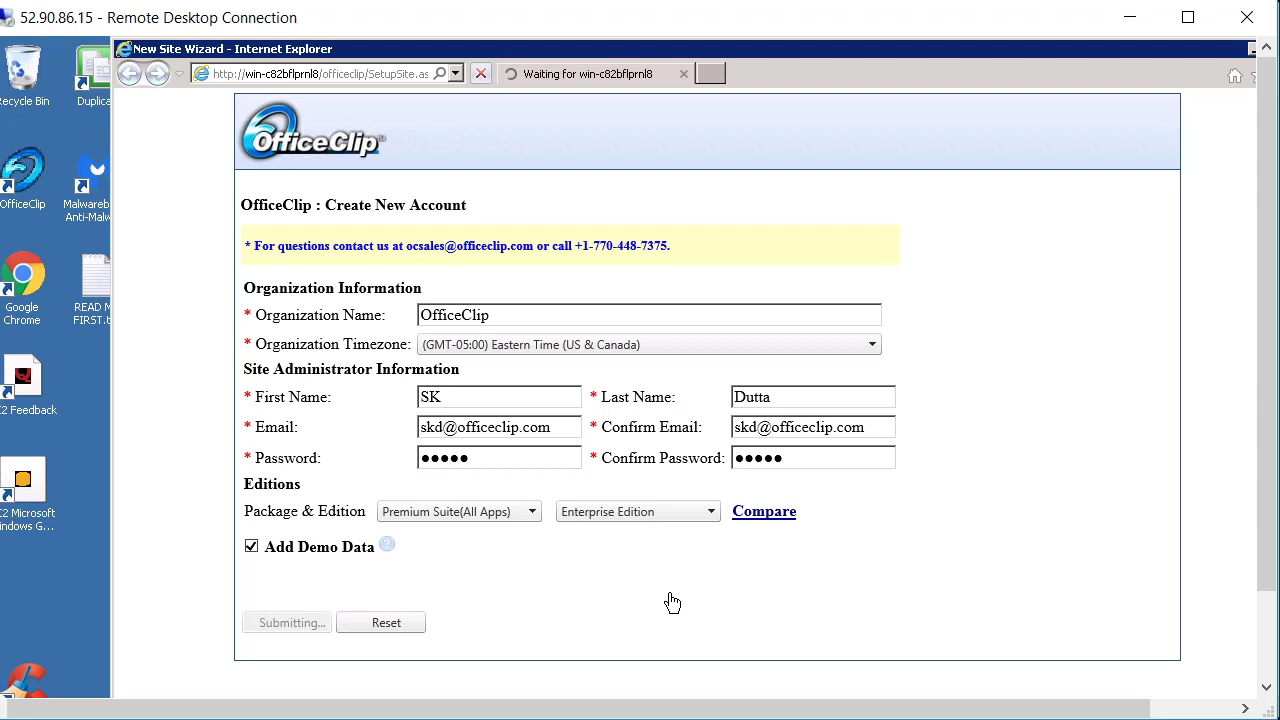 52.90.86.15 - Remote Desktop Connection
New Site Wizard - Internet Explorer
http://win-c82bflprnl8/officeclip/SetupSite.as
Waiting for win-c82bflprnl8
ecycle Bin
Duplica
OfficeClip
Malwareb
Anti-Malw
Google
Chrome
READ M
FIRST.t
C2 Feedback
C2 Microsoft
indows G...
OfficeClip
OfficeClip : Create New Account
* For questions contact us at ocsales@officeclip.com or call +1-770-448-7375.
Organization Information
* Organization Name: OfficeClip
* Organization Timezone: (GMT-05:00) Eastern Time (US & Canada)
Site Administrator Information
* First Name: SK * Last Name: Dutta
* Email: skd@officeclip.com * Confirm Email: skd@officeclip.com
* Password: ●●●●● * Confirm Password: ●●●●●
Editions
Package & Edition Premium Suite(All Apps) Enterprise Edition Compare
Add Demo Data ?
Submitting... Reset